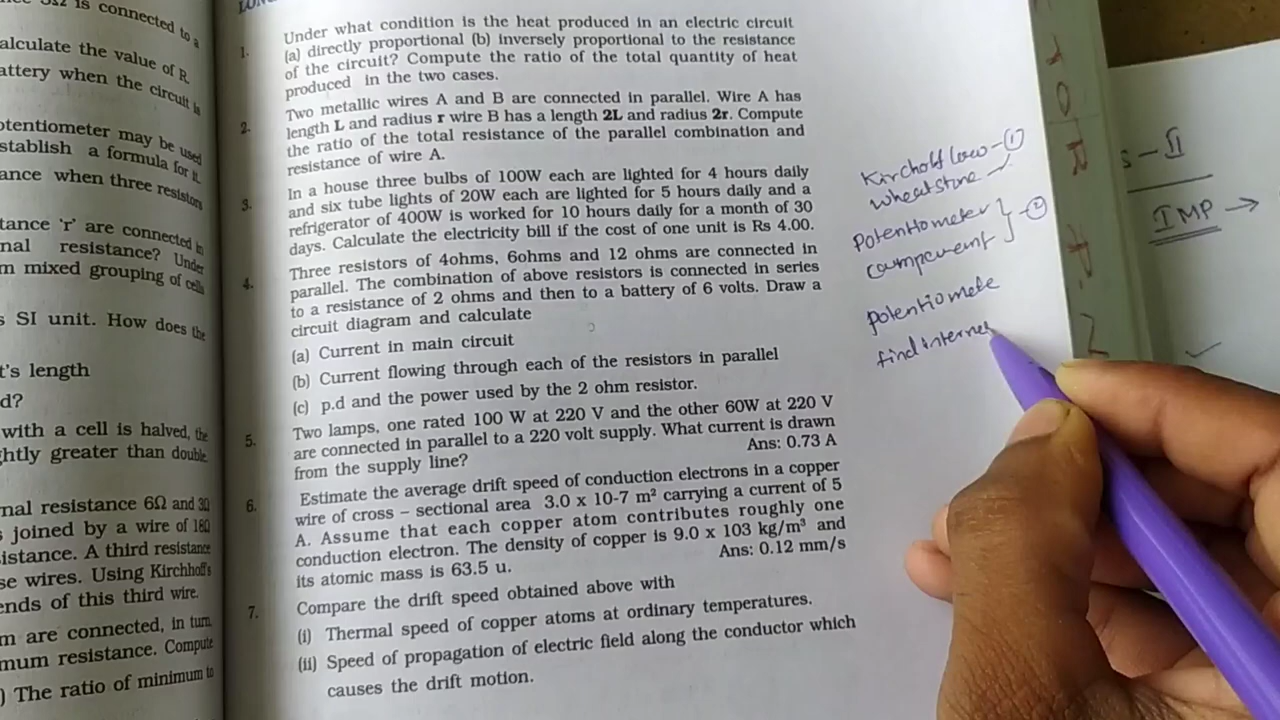 is connected to a
alculate the value of R.
attery when the circuit is
otentiometer may be used
stablish a formula for it.
ance when three resistors
tance 'r' are connected in
nal resistance? Under
m mixed grouping of cells
s SI unit. How does the
t's length
d?
with a cell is halved, the
ghtly greater than double.
nal resistance 6Ω and 3Ω
s joined by a wire of 18Ω
sistance. A third resistance
se wires. Using Kirchhoff's
ends of this third wire.
m are connected, in turn,
mum resistance. Compute
) The ratio of minimum to
1. Under what condition is the heat produced in an electric circuit
(a) directly proportional (b) inversely proportional to the resistance
of the circuit? Compute the ratio of the total quantity of heat
produced in the two cases.
2. Two metallic wires A and B are connected in parallel. Wire A has
length L and radius r wire B has a length 2L and radius 2r. Compute
the ratio of the total resistance of the parallel combination and
resistance of wire A.
3. In a house three bulbs of 100W each are lighted for 4 hours daily
and six tube lights of 20W each are lighted for 5 hours daily and a
refrigerator of 400W is worked for 10 hours daily for a month of 30
days. Calculate the electricity bill if the cost of one unit is Rs 4.00.
4. Three resistors of 4ohms, 6ohms and 12 ohms are connected in
parallel. The combination of above resistors is connected in series
to a resistance of 2 ohms and then to a battery of 6 volts. Draw a
circuit diagram and calculate
(a) Current in main circuit
(b) Current flowing through each of the resistors in parallel
(c) p.d and the power used by the 2 ohm resistor.
5. Two lamps, one rated 100 W at 220 V and the other 60W at 220 V
are connected in parallel to a 220 volt supply. What current is drawn
from the supply line? Ans: 0.73 A
6. Estimate the average drift speed of conduction electrons in a copper
wire of cross – sectional area 3.0 x 10-7 m² carrying a current of 5
A. Assume that each copper atom contributes roughly one
conduction electron. The density of copper is 9.0 x 103 kg/m³ and
its atomic mass is 63.5 u. Ans: 0.12 mm/s
7. Compare the drift speed obtained above with
(i) Thermal speed of copper atoms at ordinary temperatures.
(ii) Speed of propagation of electric field along the conductor which
causes the drift motion.
Kirchoff law - (1)
wheatstone
potentiometer
- (2)
potentiomete
find internel
s - II
IMP →